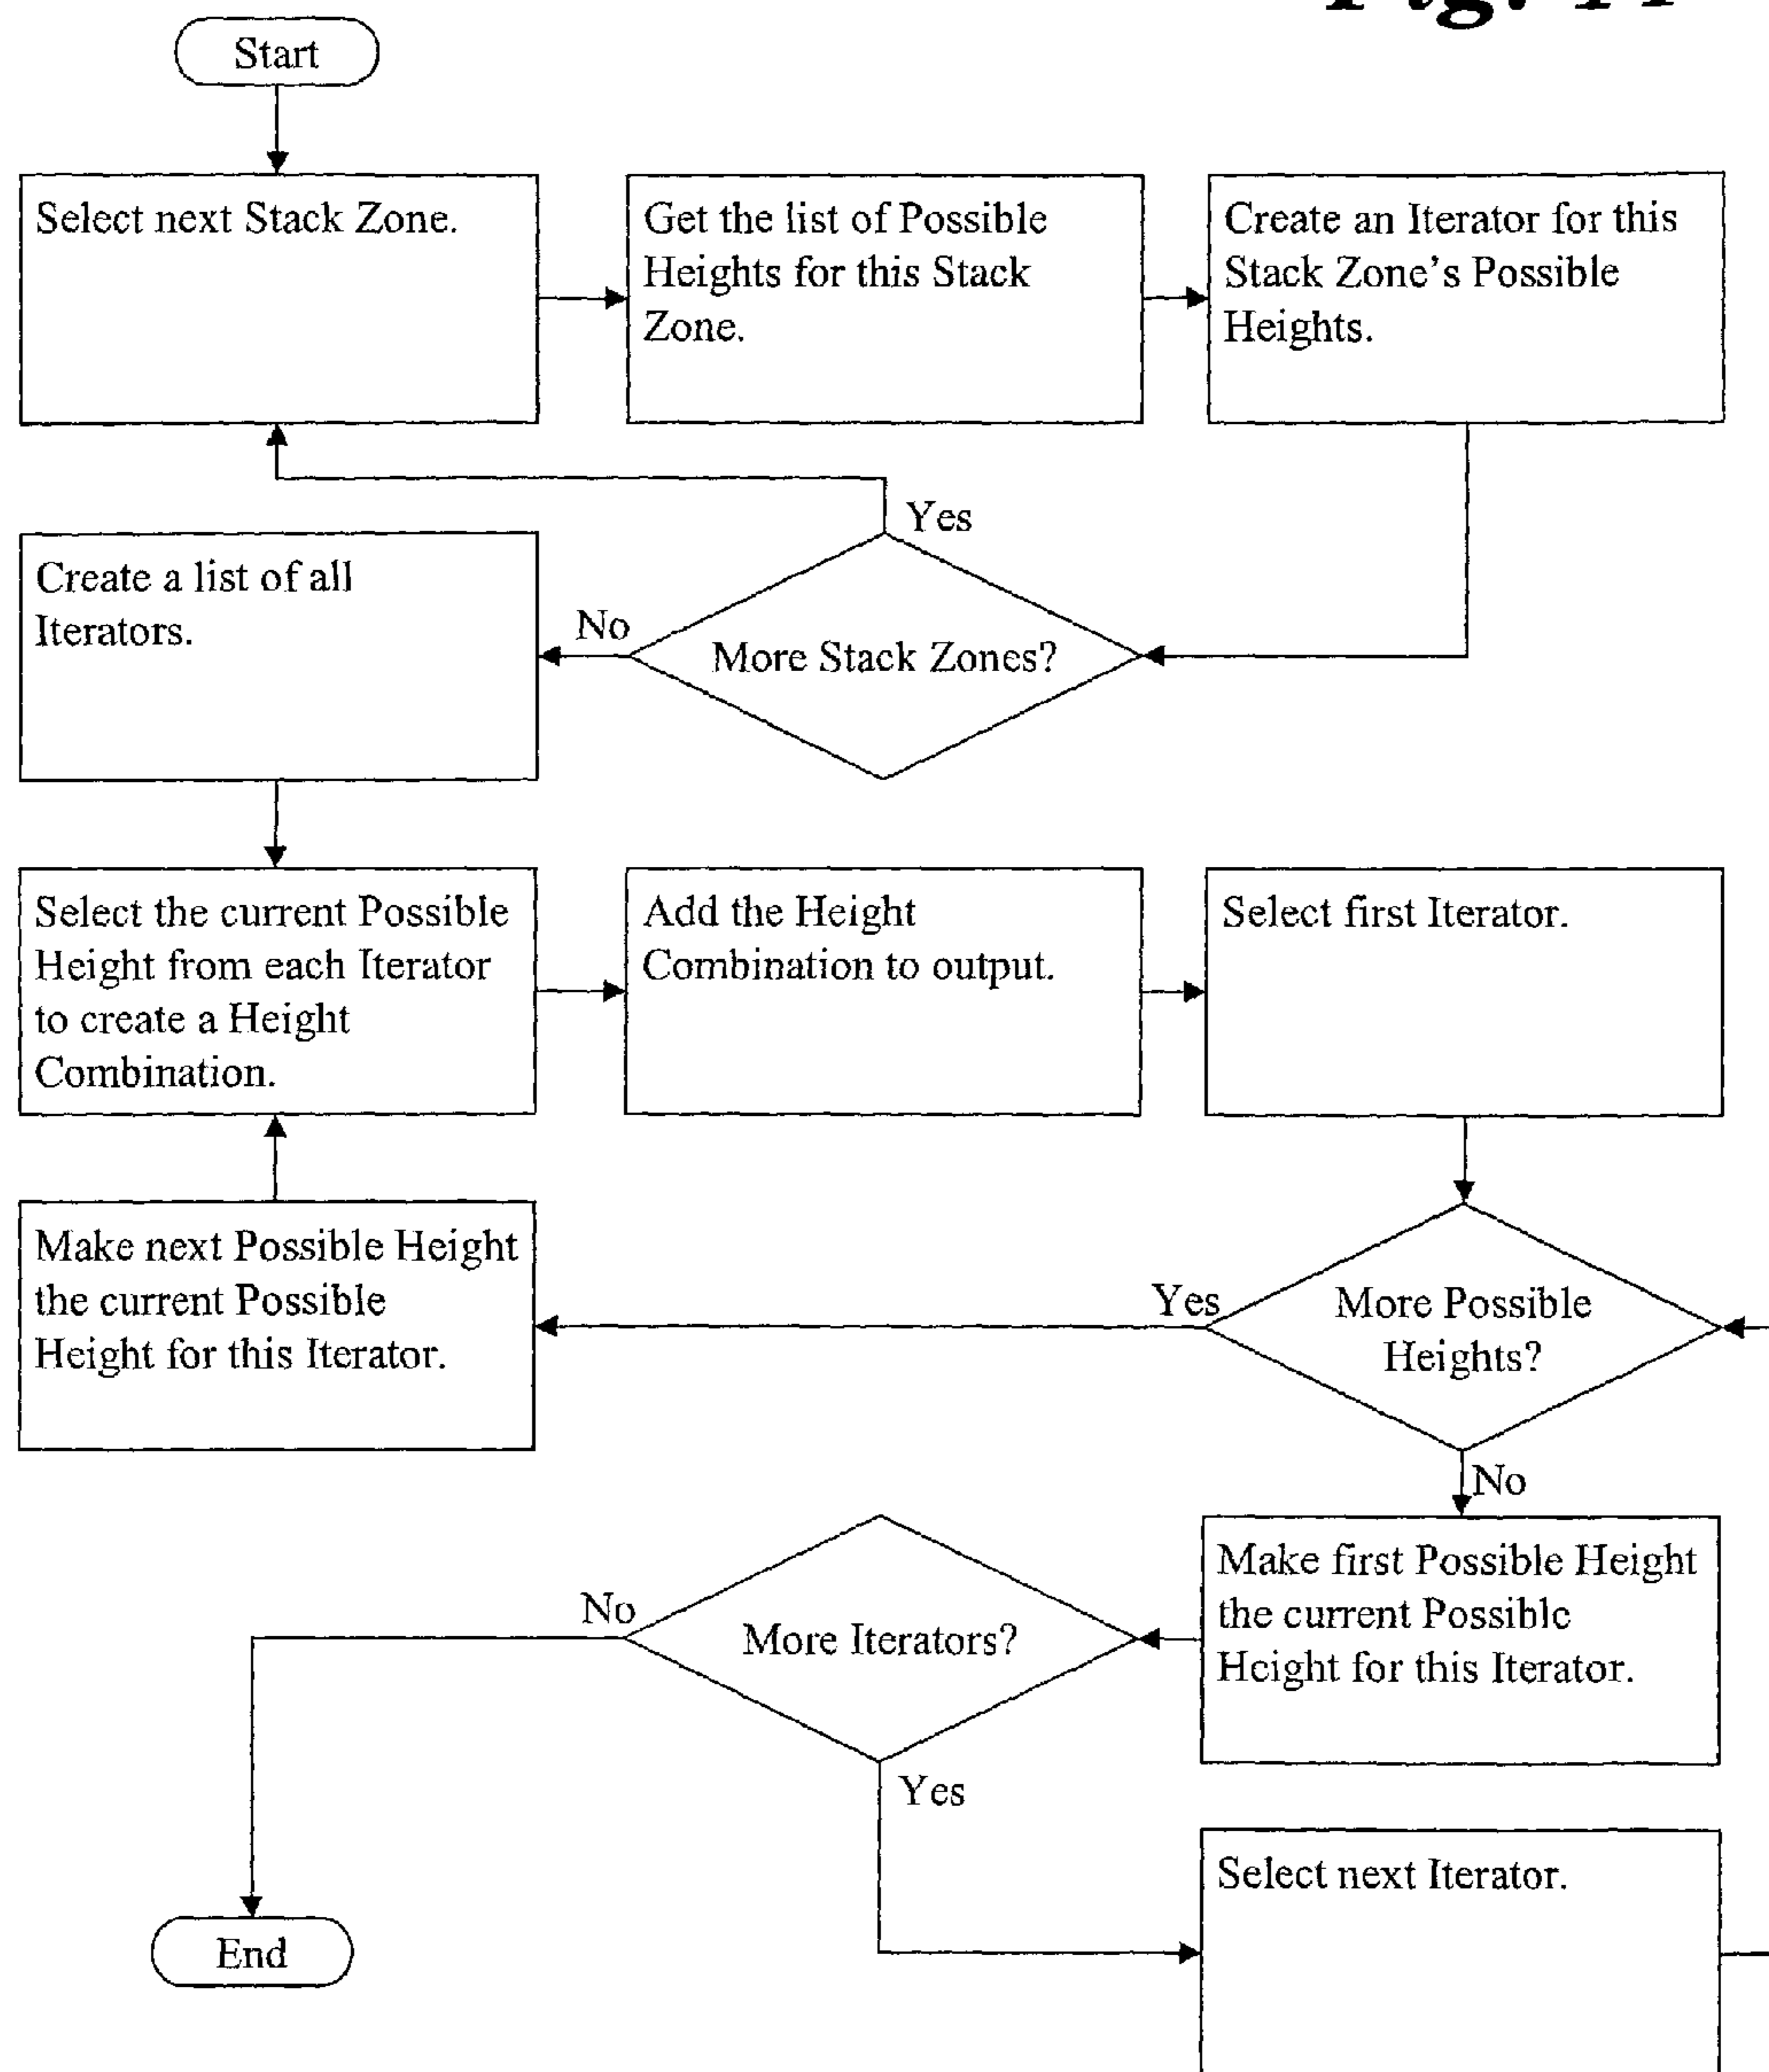 Start
Select next Stack Zone.
Get the list of Possible
Heights for this Stack
Zone.
Create an Iterator for this
Stack Zone's Possible
Heights.
Yes
Create a list of all
Iterators.
No
More Stack Zones?
Select the current Possible
Height from each Iterator
to create a Height
Combination.
Add the Height
Combination to output.
Select first Iterator.
Make next Possible Height
the current Possible
Height for this Iterator.
Yes
More Possible
Heights?
No
Make first Possible Height
the current Possible
Height for this Iterator.
No
More Iterators?
Yes
Select next Iterator.
End